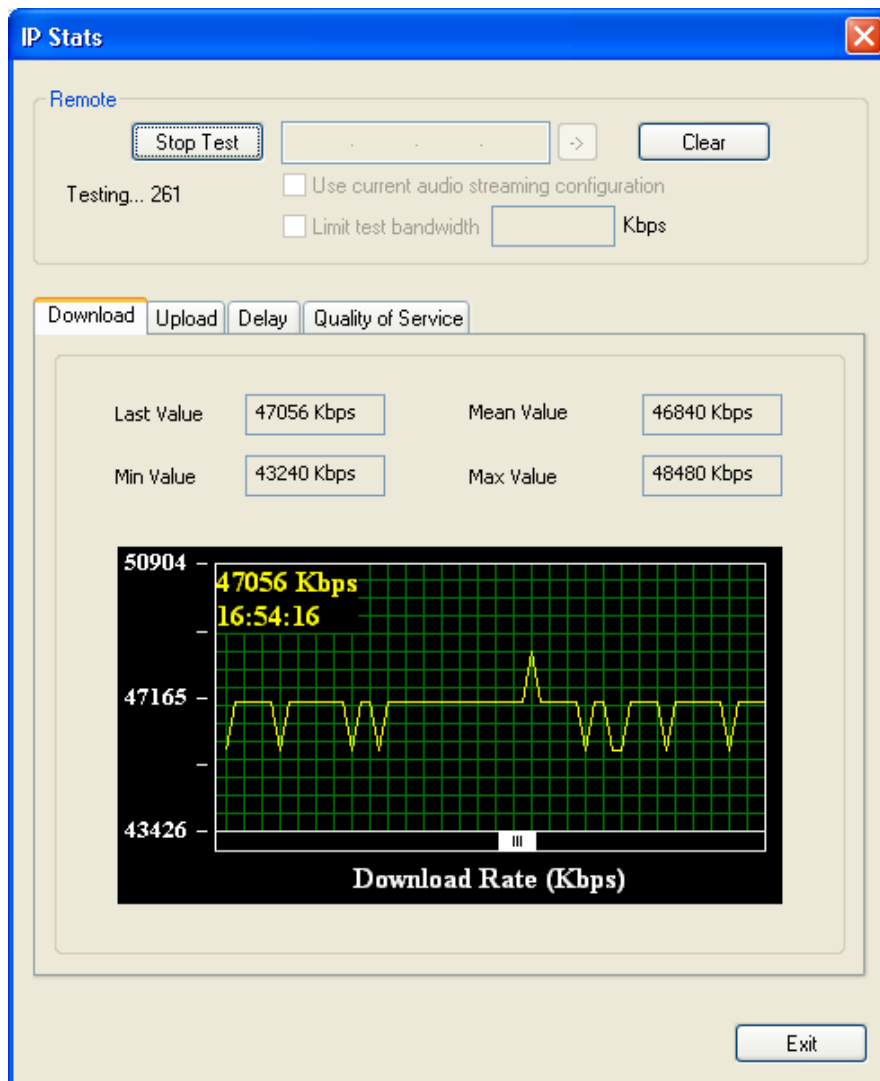 IP Stats
Remote
Stop Test . . . -> Clear
Testing... 261
Use current audio streaming configuration
Limit test bandwidth Kbps
Download Upload Delay Quality of Service
Last Value 47056 Kbps Mean Value 46840 Kbps
Min Value 43240 Kbps Max Value 48480 Kbps
50904
47056 Kbps
16:54:16
47165
43426
Download Rate (Kbps)
Exit